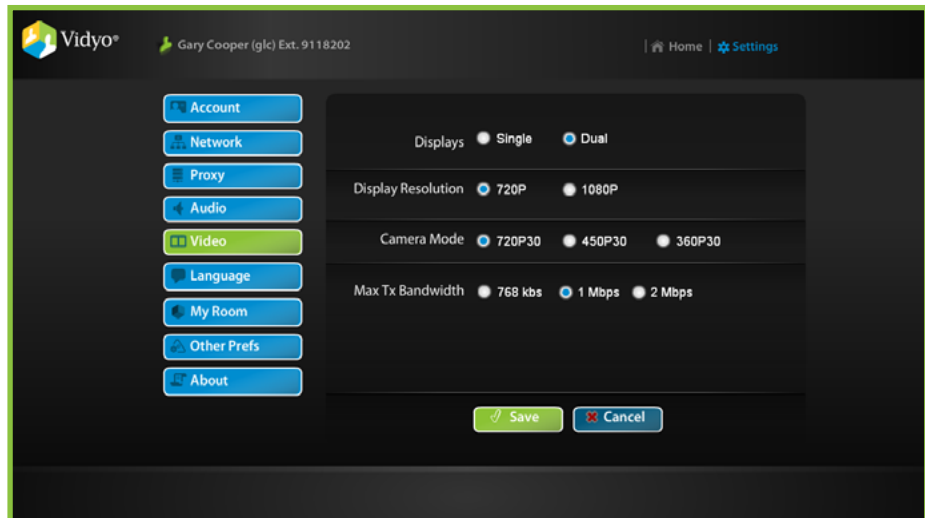 Vidyo®
Gary Cooper (glc) Ext. 9118202
| Home | Settings
Account
Network
Proxy
Audio
Video
Language
My Room
Other Prefs
About
Displays Single Dual
Display Resolution 720P 1080P
Camera Mode 720P30 450P30 360P30
Max Tx Bandwidth 768 kbs 1 Mbps 2 Mbps
Save Cancel